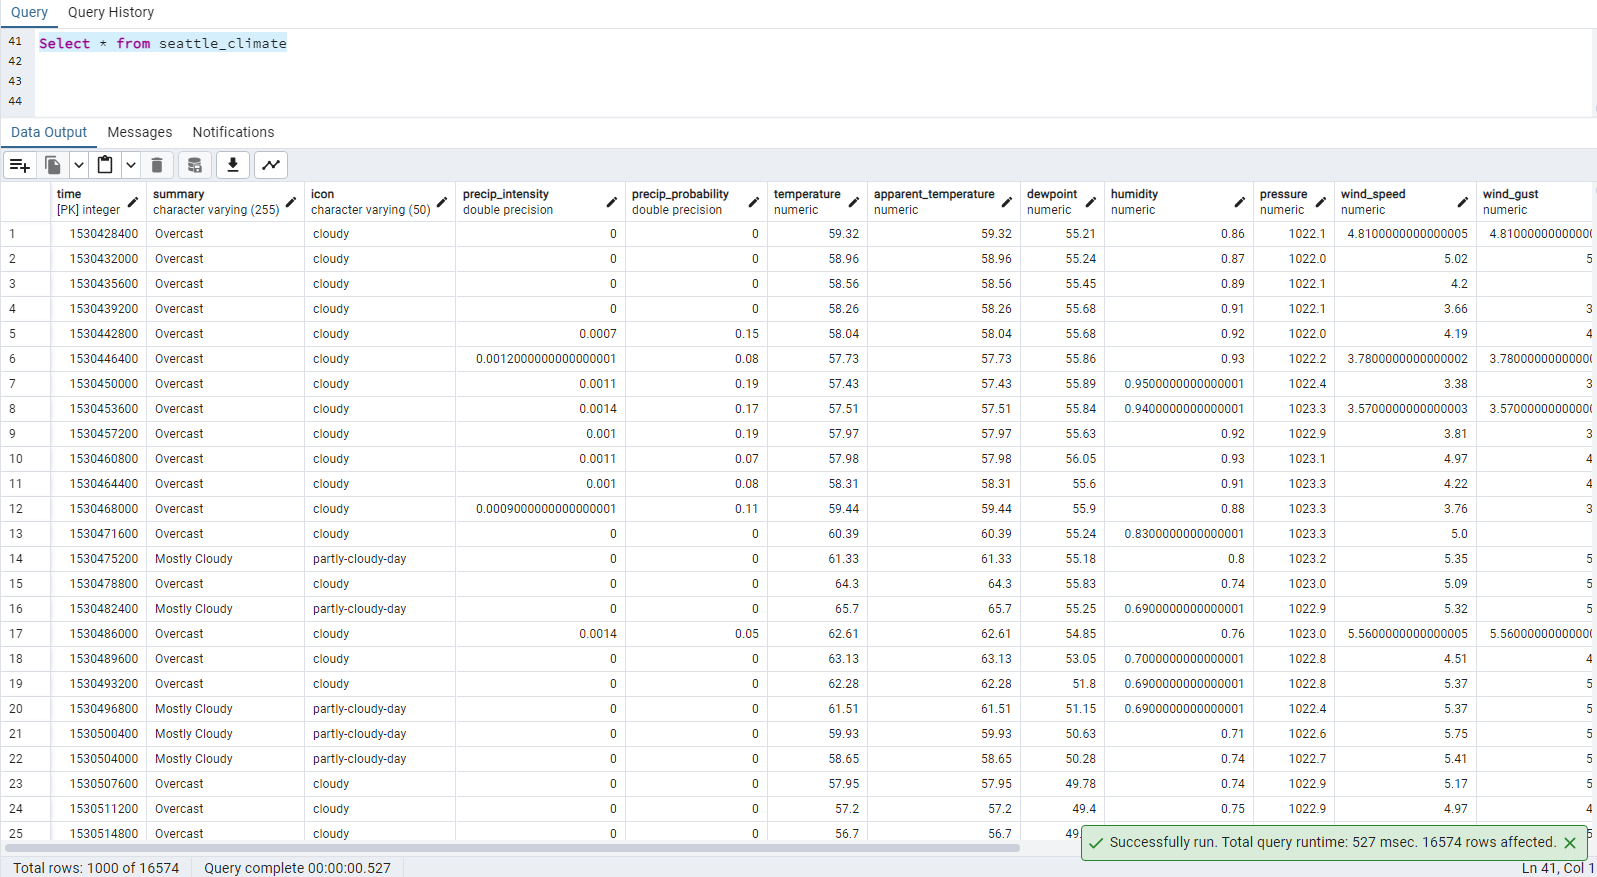 Query Query History
41 Select * from seattle_climate
42
43
44
Data Output Messages Notifications
time summary icon precip_intensity precip_probability temperature apparent_temperature dewpoint humidity pressure wind_speed wind_gust
[PK] integer character varying (255) character varying (50) double precision double precision numeric numeric numeric numeric numeric numeric numeric
1 1530428400 Overcast cloudy 0 0 59.32 59.32 55.21 0.86 1022.1 4.8100000000000005 4.81000000000000
2 1530432000 Overcast cloudy 0 0 58.96 58.96 55.24 0.87 1022.0 5.02 5
3 1530435600 Overcast cloudy 0 0 58.56 58.56 55.45 0.89 1022.1 4.2
4 1530439200 Overcast cloudy 0 0 58.26 58.26 55.68 0.91 1022.1 3.66 3
5 1530442800 Overcast cloudy 0.0007 0.15 58.04 58.04 55.68 0.92 1022.0 4.19 4
6 1530446400 Overcast cloudy 0.0012000000000000001 0.08 57.73 57.73 55.86 0.93 1022.2 3.7800000000000002 3.78000000000000
7 1530450000 Overcast cloudy 0.0011 0.19 57.43 57.43 55.89 0.9500000000000001 1022.4 3.38 3
8 1530453600 Overcast cloudy 0.0014 0.17 57.51 57.51 55.84 0.9400000000000001 1023.3 3.5700000000000003 3.57000000000000
9 1530457200 Overcast cloudy 0.001 0.19 57.97 57.97 55.63 0.92 1022.9 3.81 3
10 1530460800 Overcast cloudy 0.0011 0.07 57.98 57.98 56.05 0.93 1023.1 4.97 4
11 1530464400 Overcast cloudy 0.001 0.08 58.31 58.31 55.6 0.91 1023.3 4.22 4
12 1530468000 Overcast cloudy 0.0009000000000000001 0.11 59.44 59.44 55.9 0.88 1023.3 3.76 3
13 1530471600 Overcast cloudy 0 0 60.39 60.39 55.24 0.8300000000000001 1023.3 5.0
14 1530475200 Mostly Cloudy partly-cloudy-day 0 0 61.33 61.33 55.18 0.8 1023.2 5.35 5
15 1530478800 Overcast cloudy 0 0 64.3 64.3 55.83 0.74 1023.0 5.09 5
16 1530482400 Mostly Cloudy partly-cloudy-day 0 0 65.7 65.7 55.25 0.6900000000000001 1022.9 5.32 5
17 1530486000 Overcast cloudy 0.0014 0.05 62.61 62.61 54.85 0.76 1023.0 5.5600000000000005 5.56000000000000
18 1530489600 Overcast cloudy 0 0 63.13 63.13 53.05 0.7000000000000001 1022.8 4.51 4
19 1530493200 Overcast cloudy 0 0 62.28 62.28 51.8 0.6900000000000001 1022.8 5.37 5
20 1530496800 Mostly Cloudy partly-cloudy-day 0 0 61.51 61.51 51.15 0.6900000000000001 1022.4 5.37 5
21 1530500400 Mostly Cloudy partly-cloudy-day 0 0 59.93 59.93 50.63 0.71 1022.6 5.75 5
22 1530504000 Mostly Cloudy partly-cloudy-day 0 0 58.65 58.65 50.28 0.74 1022.7 5.41 5
23 1530507600 Overcast cloudy 0 0 57.95 57.95 49.78 0.74 1022.9 5.17 5
24 1530511200 Overcast cloudy 0 0 57.2 57.2 49.4 0.75 1022.9 4.97 4
25 1530514800 Overcast cloudy 0 0 56.7 56.7 49.
Successfully run. Total query runtime: 527 msec. 16574 rows affected.
Total rows: 1000 of 16574 Query complete 00:00:00.527 Ln 41, Col 1